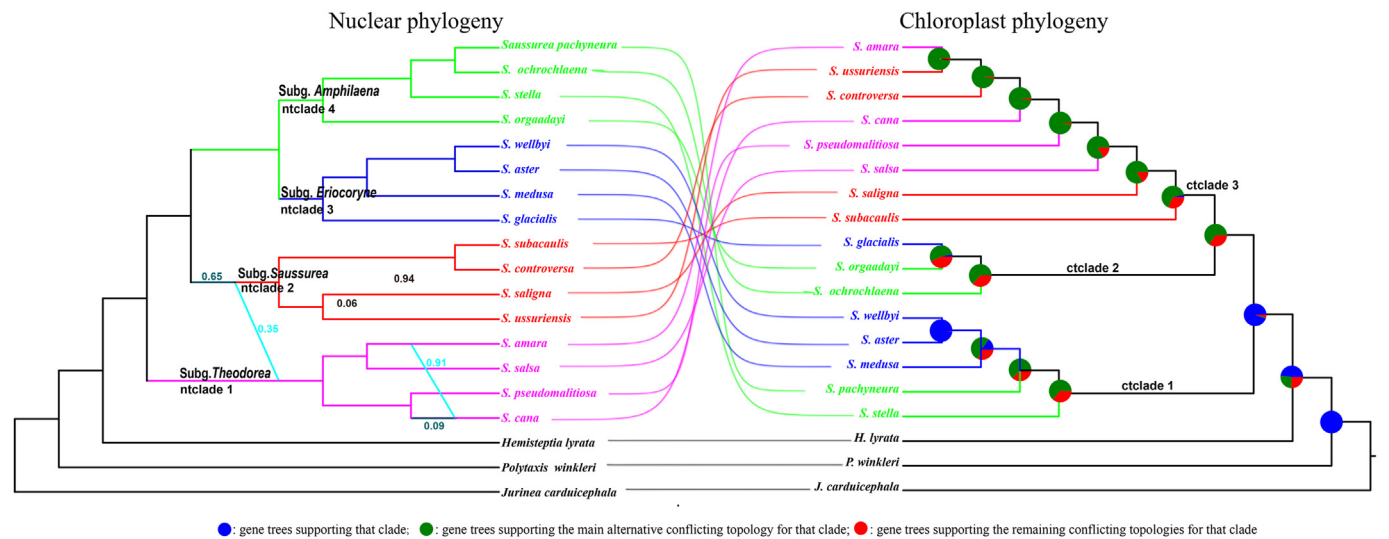 Nuclear phylogeny
Chloroplast phylogeny
Saussurea pachyneura
S. ochrochlaena
S. stella
S. orgaadayi
S. wellbyi
S. aster
S. medusa
S. glacialis
S. subacaulis
S. controversa
S. saligna
S. ussuriensis
S. amara
S. salsa
S. pseudomalitiosa
S. cana
Hemisteptia lyrata
Polytaxis winkleri
Jurinea carduicephala
Subg. Amphilaena
ntclade 4
Subg. Eriocoryne
ntclade 3
0.65
Subg.Saussurea
ntclade 2
0.94
0.06
0.35
Subg.Theodorea
ntclade 1
0.91
0.09
S. amara
S. ussuriensis
S. controversa
S. cana
S. pseudomalitiosa
S. salsa
S. saligna
S. subacaulis
S. glacialis
S. orgaadayi
S. ochrochlaena
S. wellbyi
S. aster
S. medusa
S. pachyneura
S. stella
H. lyrata
P. winkleri
J. carduicephala
ctclade 3
ctclade 2
ctclade 1
: gene trees supporting that clade; : gene trees supporting the main alternative conflicting topology for that clade; : gene trees supporting the remaining conflicting topologies for that clade